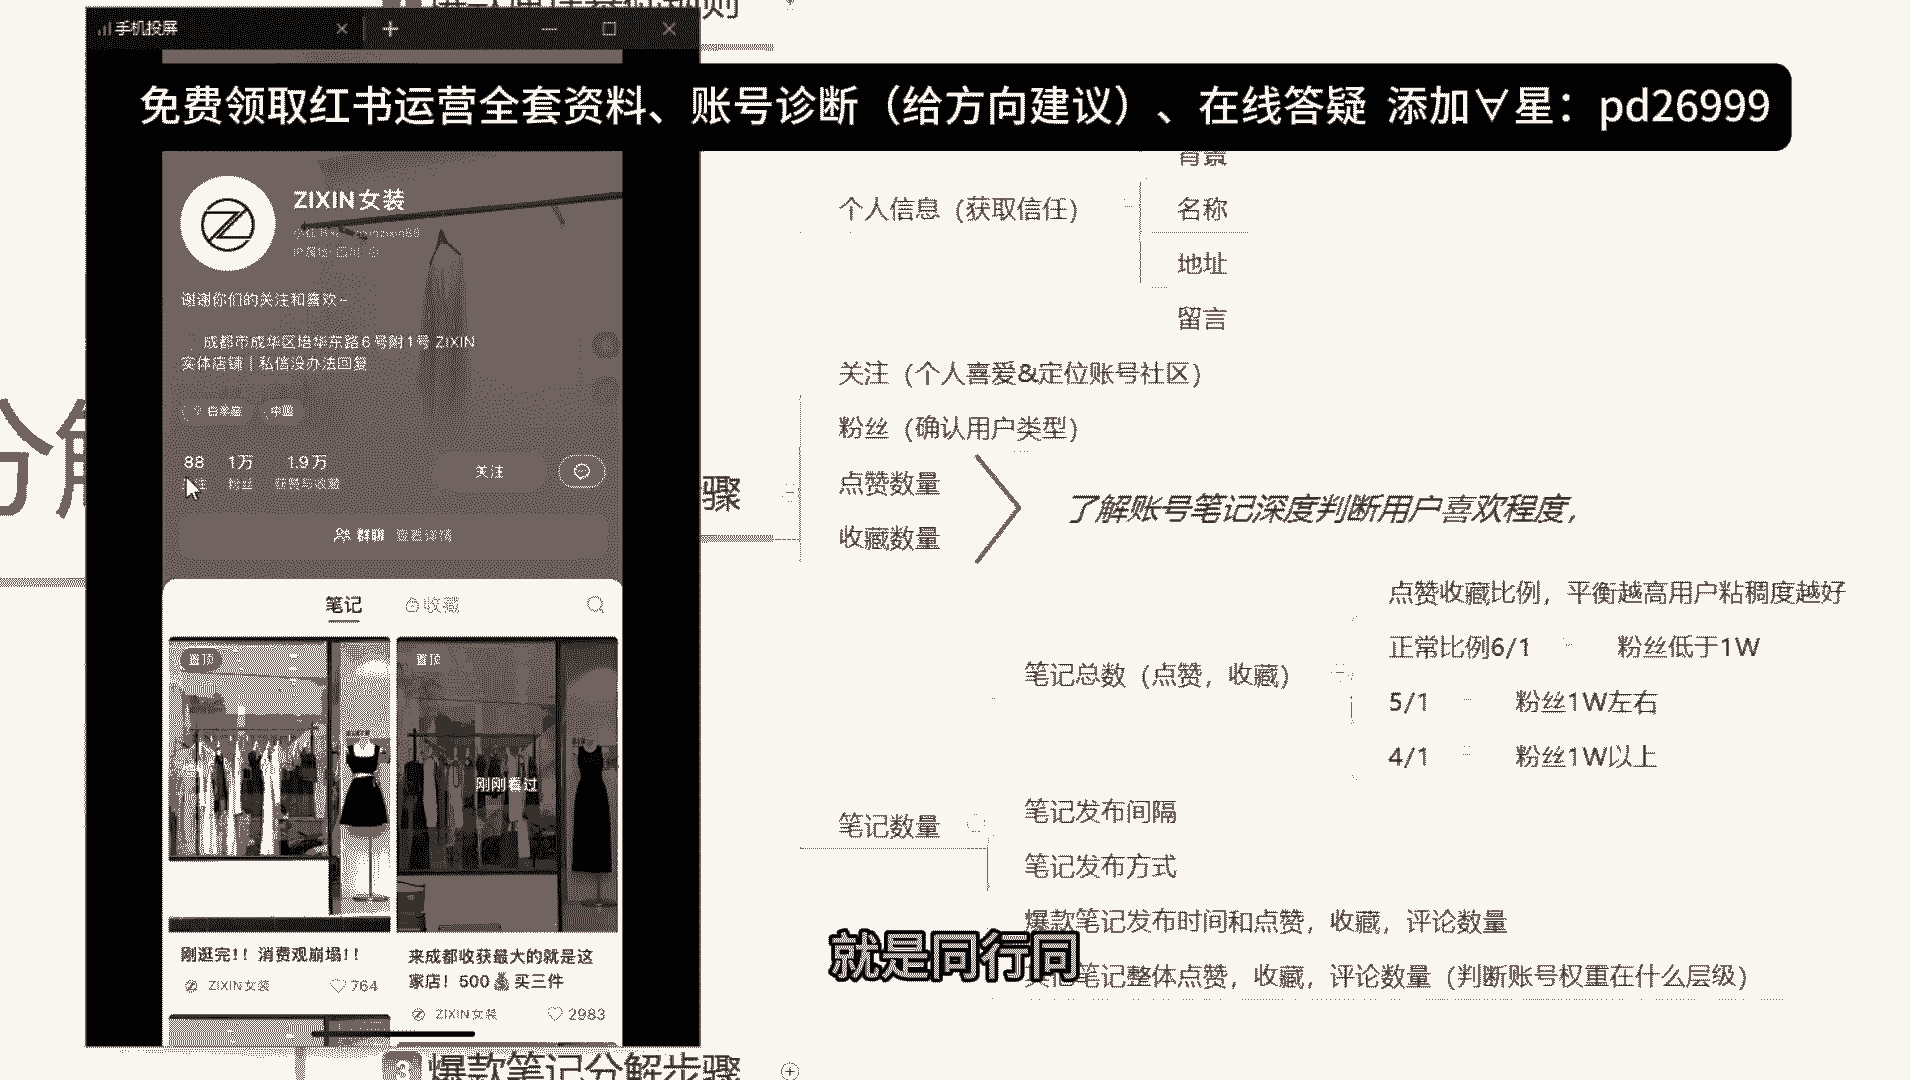 手机投屏
免费领取红书运营全套资料、账号诊断（给方向建议）、在线答疑 添加∀星：pd26999
ZIXIN女装
谢谢你们的关注和喜欢~
成都市成华区培华东路6号附1号 ZIXIN
实体店铺｜私信没办法回复
88
1万
1.9万
粉丝
获赞与收藏
关注
群聊 查看详情
笔记
收藏
置顶
置顶
刚刚看过
刚逛完!! 消费观崩塌!!
ZIXIN女装
764
来成都收获最大的就是这
家店! 500💰买三件
ZIXIN女装
2983
背景
个人信息（获取信任）
名称
地址
留言
关注（个人喜爱&定位账号社区）
粉丝（确认用户类型）
点赞数量
收藏数量
骤
了解账号笔记深度判断用户喜欢程度，
点赞收藏比例，平衡越高用户粘稠度越好
正常比例6/1
粉丝低于1W
笔记总数（点赞，收藏）
5/1
粉丝1W左右
4/1
粉丝1W以上
笔记数量
笔记发布间隔
笔记发布方式
爆款笔记发布时间和点赞，收藏，评论数量
笔记整体点赞，收藏，评论数量（判断账号权重在什么层级）
就是同行同
3 爆款笔记分解步骤